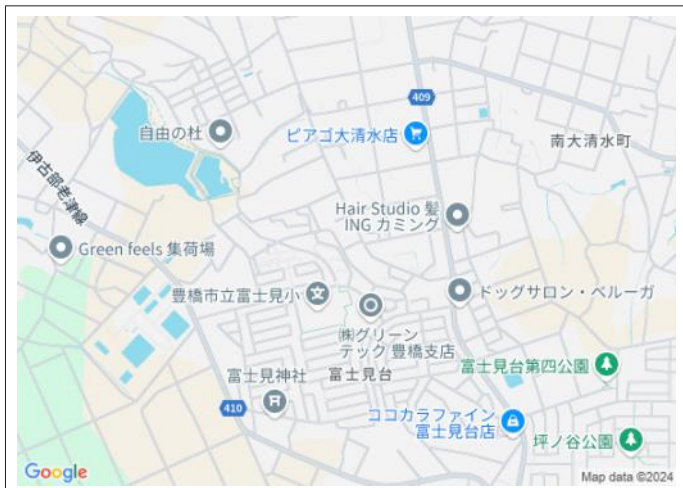 409
自由の杜
ピアゴ大清水店
南大清水町
伊古部老津線
Hair Studio 髪
ING カミング
Green feels 集荷場
豊橋市立富士見小
ドッグサロン・ベルーガ
㈱グリーン
テック 豊橋支店
富士見台第四公園
富士見神社
富士見台
410
ココカラファイン
富士見台店
坪ノ谷公園
Google
Map data ©2024